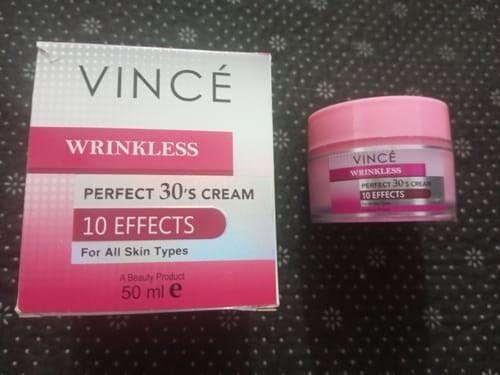 VINCÉ
WRINKLESS
PERFECT 30'S CREAM
10 EFFECTS
For All Skin Types
A Beauty Product
50 ml e
VINCÉ
WRINKLESS
PERFECT 30'S CREAM
10 EFFECTS